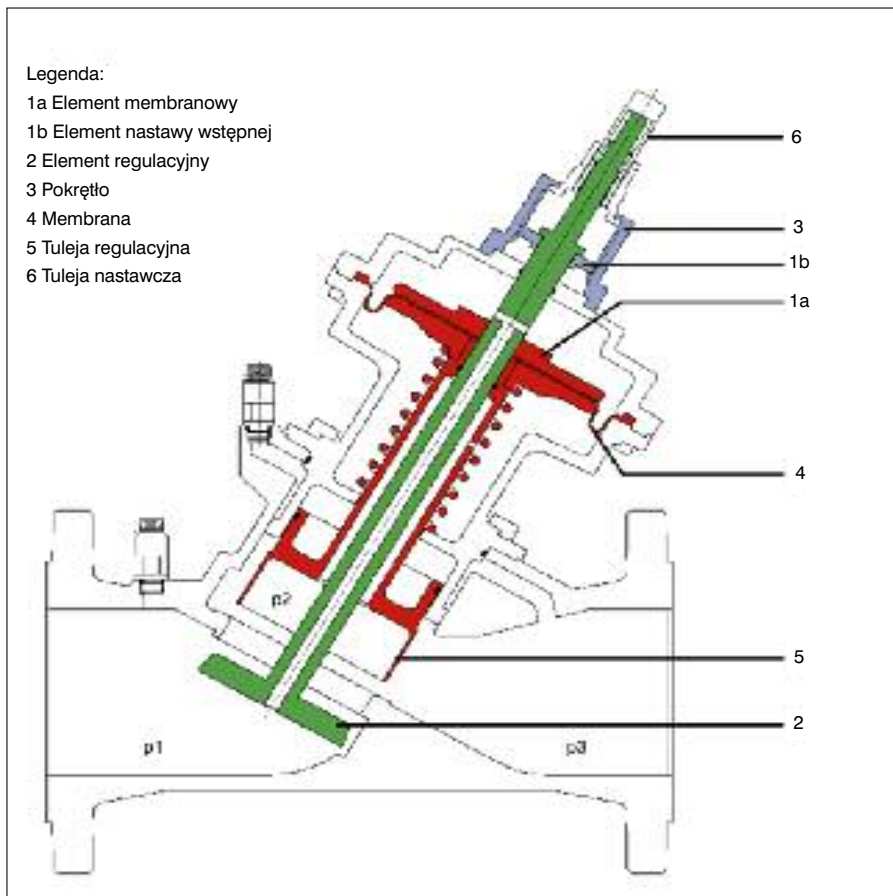 Legenda:
1a Element membranowy
1b Element nastawy wstępnej
2 Element regulacyjny
3 Pokrętło
4 Membrana
5 Tuleja regulacyjna
6 Tuleja nastawcza
6
3
1b
1a
4
p2
5
2
p1
p3